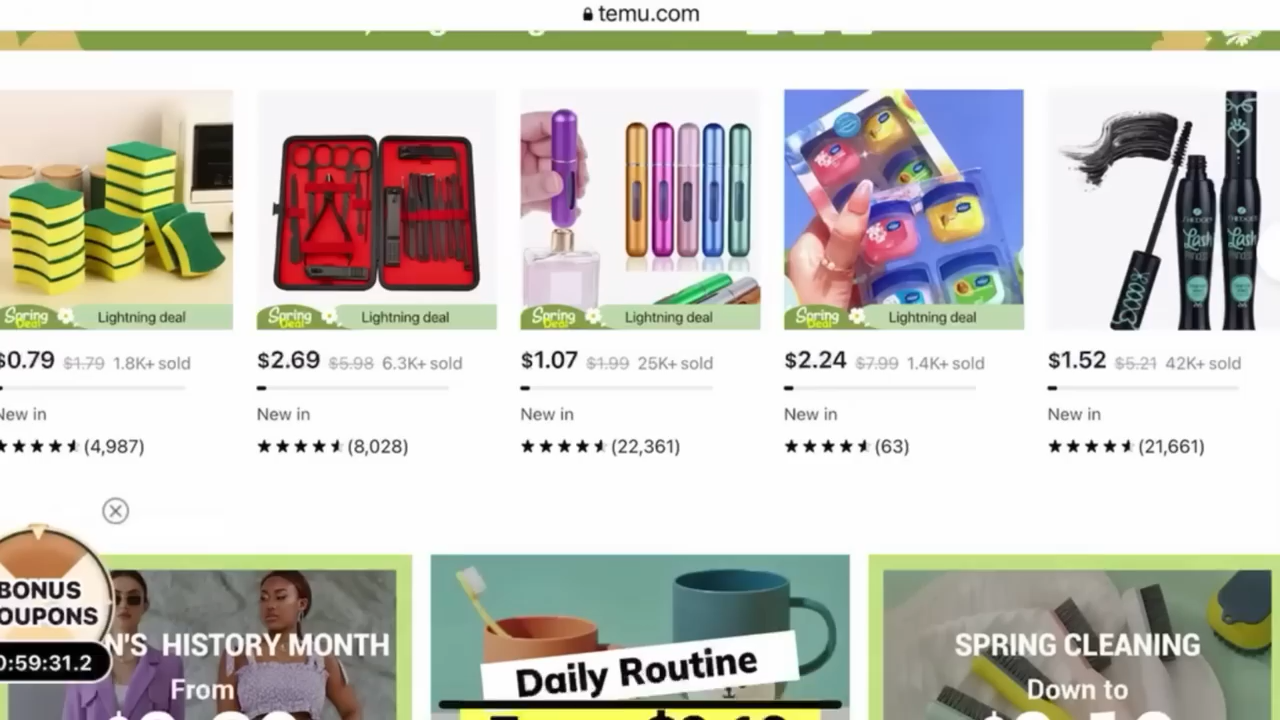 temu.com
Spring Deal Lightning deal
Spring Deal Lightning deal
Spring Deal Lightning deal
Spring Deal Lightning deal
$0.79 $1.79 1.8K+ sold
$2.69 $5.98 6.3K+ sold
$1.07 $1.99 25K+ sold
$2.24 $7.99 1.4K+ sold
$1.52 $5.21 42K+ sold
New in
New in
New in
New in
New in
(4,987)
(8,028)
(22,361)
(63)
(21,661)
Lash
Lash
BONUS
OUPONS
0:59:31.2
N'S HISTORY MONTH
From
Daily Routine
SPRING CLEANING
Down to